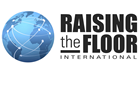 RAISING
the FLOOR
INTERNATIONAL